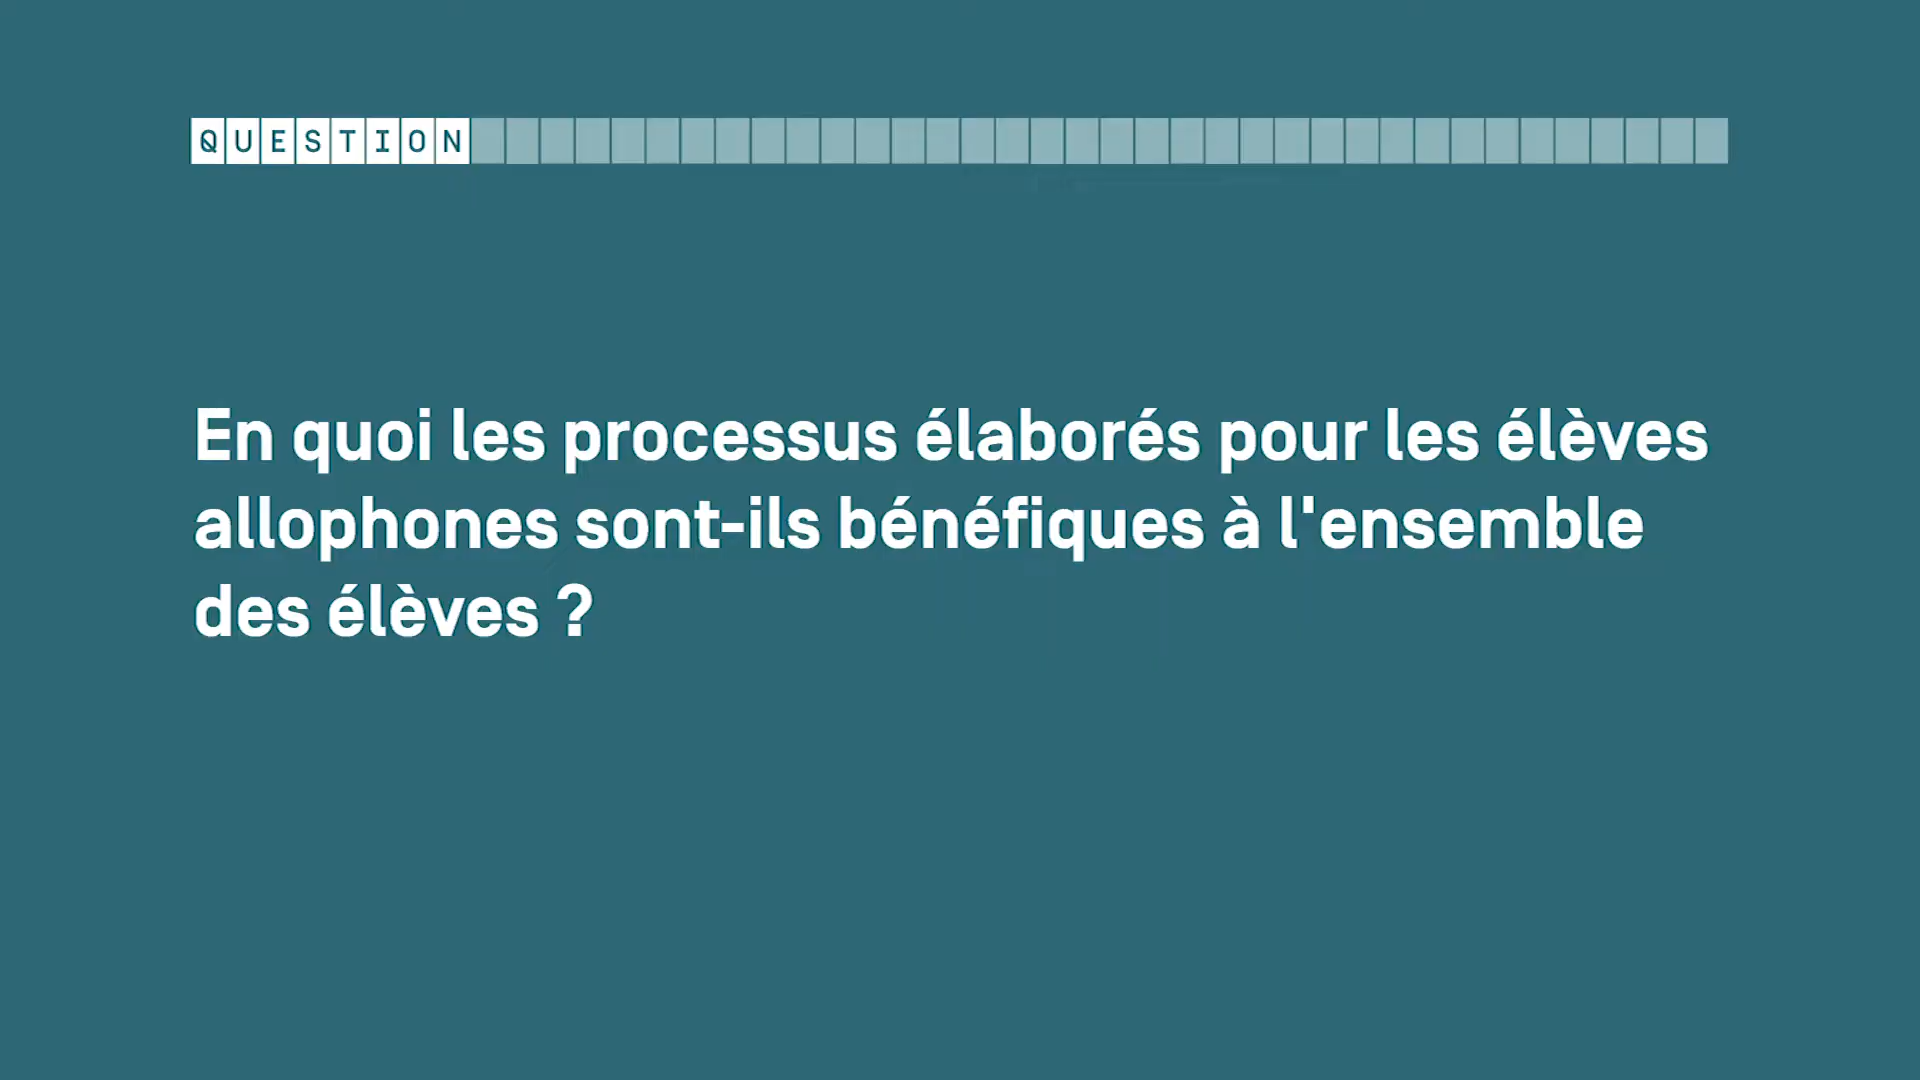 QUESTION
En quoi les processus élaborés pour les élèves
allophones sont-ils bénéfiques à l'ensemble
des élèves ?